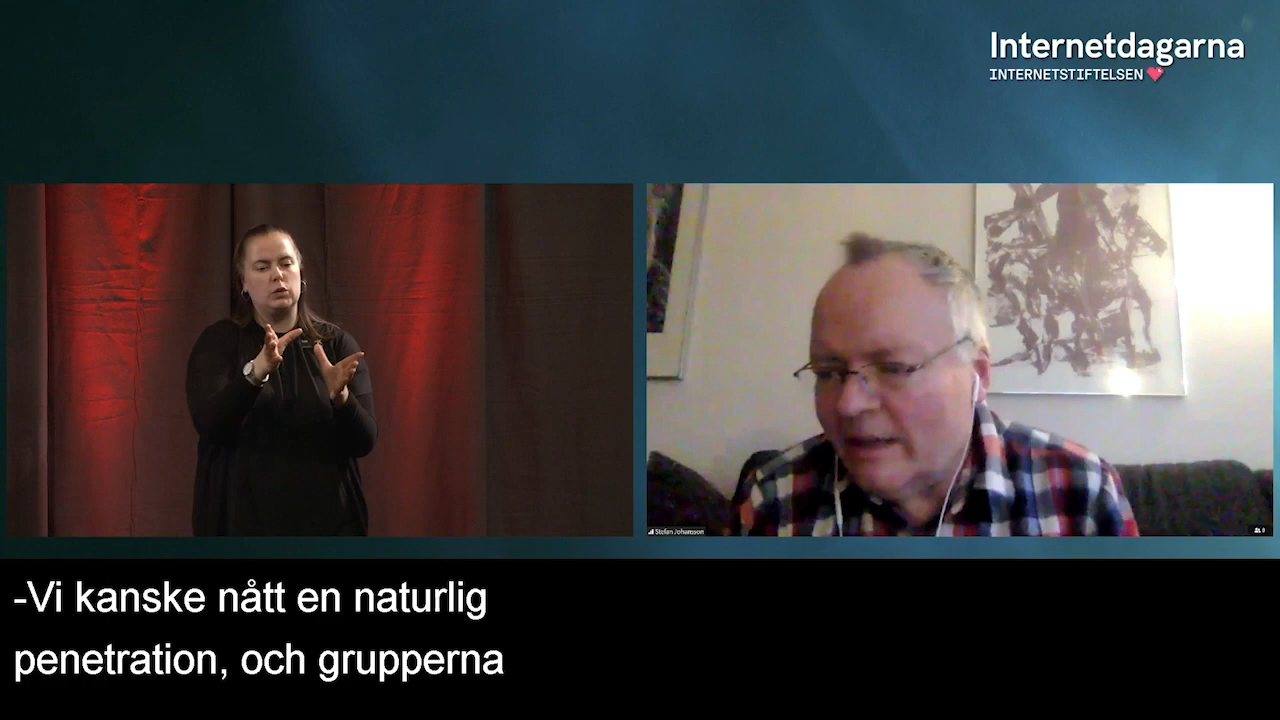 Internetdagarna
INTERNETSTIFTELSEN
Stefan Johansson
-Vi kanske nått en naturlig
penetration, och grupperna